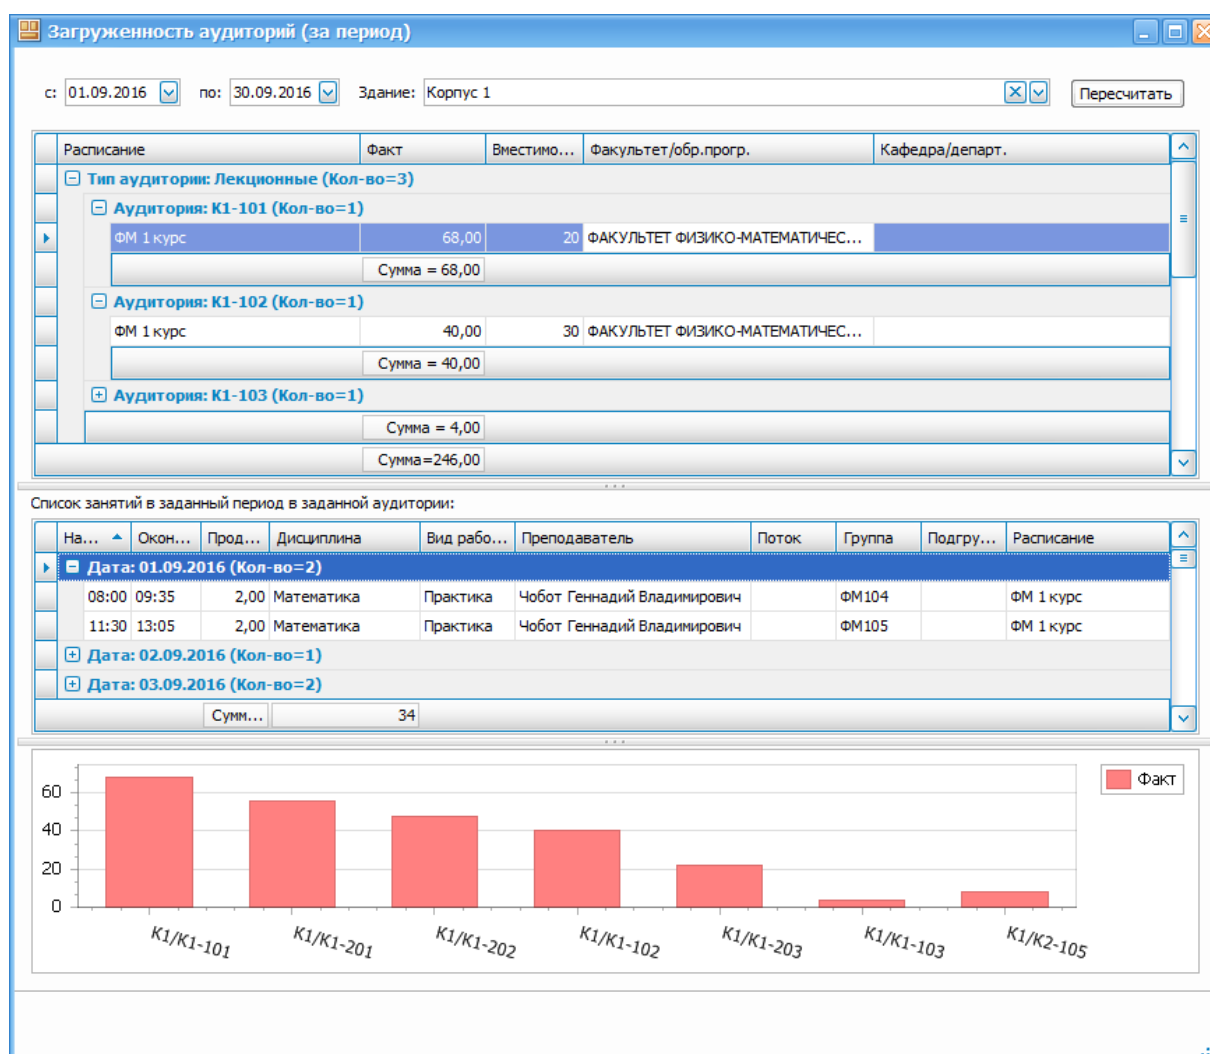 Загруженность аудиторий (за период)
с: 01.09.2016 по: 30.09.2016 Здание: Корпус 1 Пересчитать
Расписание Факт Вместимо... Факультет/обр.прогр. Кафедра/департ.
Тип аудитории: Лекционные (Кол-во=3)
Аудитория: К1-101 (Кол-во=1)
ФМ 1 курс 68,00 20 ФАКУЛЬТЕТ ФИЗИКО-МАТЕМАТИЧЕС...
Сумма = 68,00
Аудитория: К1-102 (Кол-во=1)
ФМ 1 курс 40,00 30 ФАКУЛЬТЕТ ФИЗИКО-МАТЕМАТИЧЕС...
Сумма = 40,00
Аудитория: К1-103 (Кол-во=1)
Сумма = 4,00
Сумма=246,00
Список занятий в заданный период в заданной аудитории:
На... Окон... Прод... Дисциплина Вид рабо... Преподаватель Поток Группа Подгру... Расписание
Дата: 01.09.2016 (Кол-во=2)
08:00 09:35 2,00 Математика Практика Чобот Геннадий Владимирович ФМ104 ФМ 1 курс
11:30 13:05 2,00 Математика Практика Чобот Геннадий Владимирович ФМ105 ФМ 1 курс
Дата: 02.09.2016 (Кол-во=1)
Дата: 03.09.2016 (Кол-во=2)
Сумм... 34
60
40
20
0
К1/К1-101 К1/К1-201 К1/К1-202 К1/К1-102 К1/К1-203 К1/К1-103 К1/К2-105
Факт